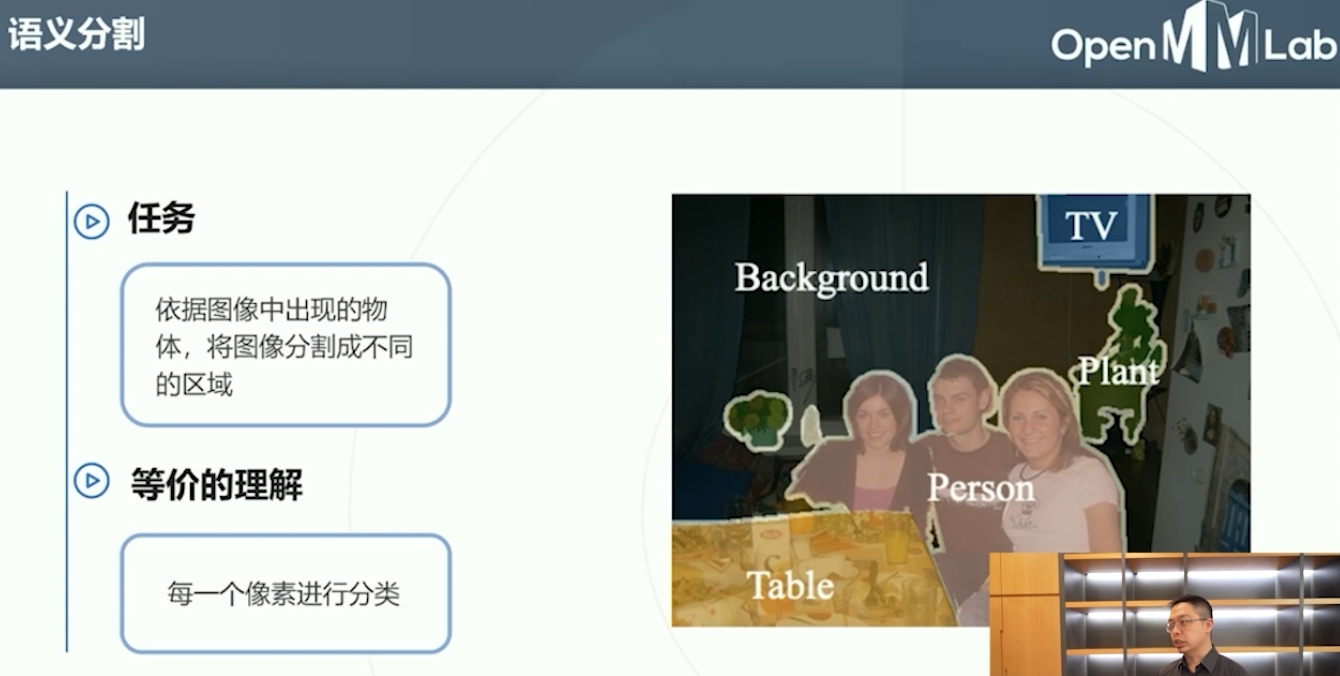 语义分割
OpenMMLab
任务
依据图像中出现的物
体，将图像分割成不同
的区域
等价的理解
每一个像素进行分类
TV
Background
Plant
Person
Table